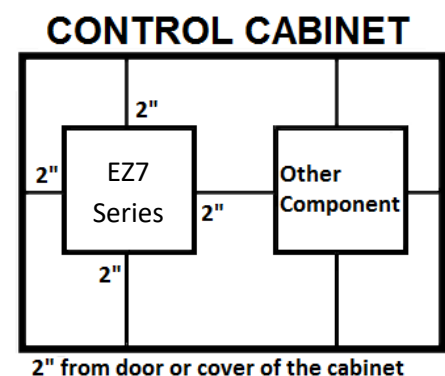 CONTROL CABINET
2"
2"
EZ7
Series
2"
2"
Other
Component
2" from door or cover of the cabinet